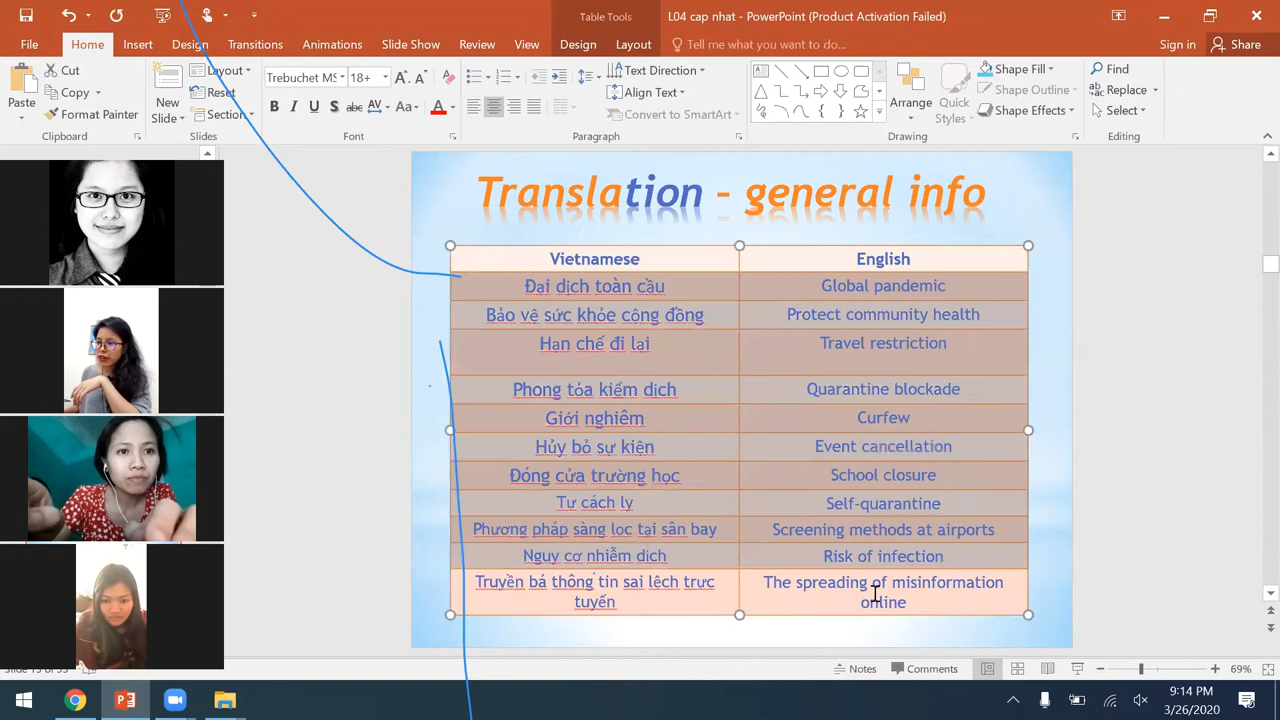 Table Tools
L04 cap nhat - PowerPoint (Product Activation Failed)
File Home Insert Design Transitions Animations Slide Show Review View Design Layout Tell me what you want to do... Sign in Share
Paste
Cut
Copy
Format Painter
Clipboard
New Slide
Layout
Reset
Section
Slides
Trebuchet MS 18+
B I U S abc AV Aa A
Font
Text Direction
Align Text
Convert to SmartArt
Paragraph
Arrange
Quick Styles
Shape Fill
Shape Outline
Shape Effects
Drawing
Find
Replace
Select
Editing
Translation – general info
Vietnamese English
Đại dịch toàn cầu Global pandemic
Bảo vệ sức khỏe cộng đồng Protect community health
Hạn chế đi lại Travel restriction
Phong tỏa kiểm dịch Quarantine blockade
Giới nghiêm Curfew
Hủy bỏ sự kiện Event cancellation
Đóng cửa trường học School closure
Tự cách ly Self-quarantine
Phương pháp sàng lọc tại sân bay Screening methods at airports
Nguy cơ nhiễm dịch Risk of infection
Truyền bá thông tin sai lệch trực tuyến The spreading of misinformation online
Notes Comments 69%
9:14 PM
3/26/2020